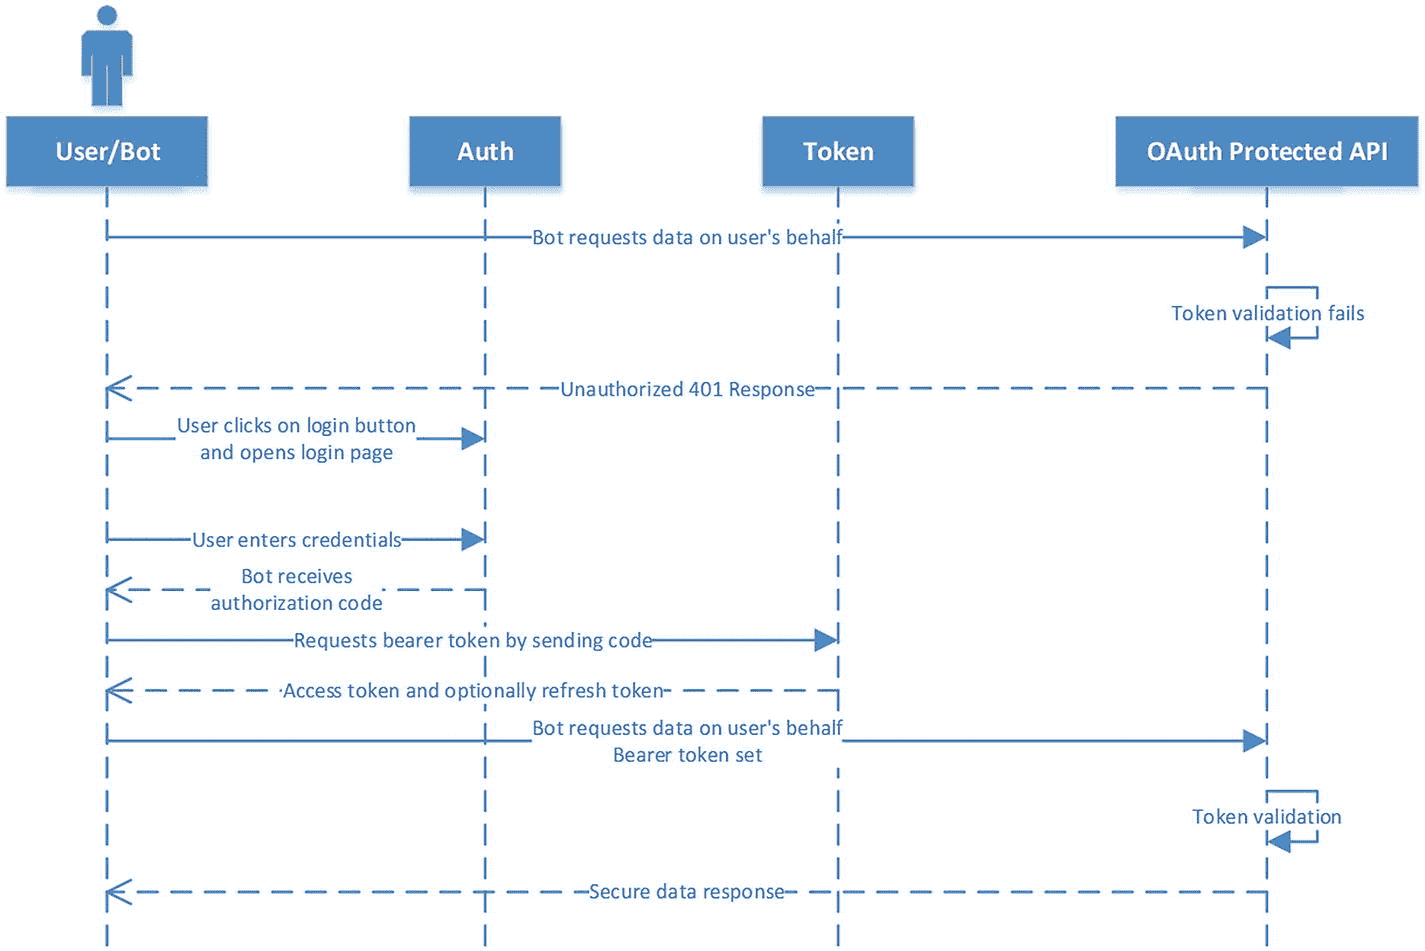 User/Bot
Auth
Token
OAuth Protected API
Bot requests data on user's behalf
Token validation fails
Unauthorized 401 Response
User clicks on login button
and opens login page
User enters credentials
Bot receives
authorization code
Requests bearer token by sending code
Access token and optionally refresh token
Bot requests data on user's behalf
Bearer token set
Token validation
Secure data response